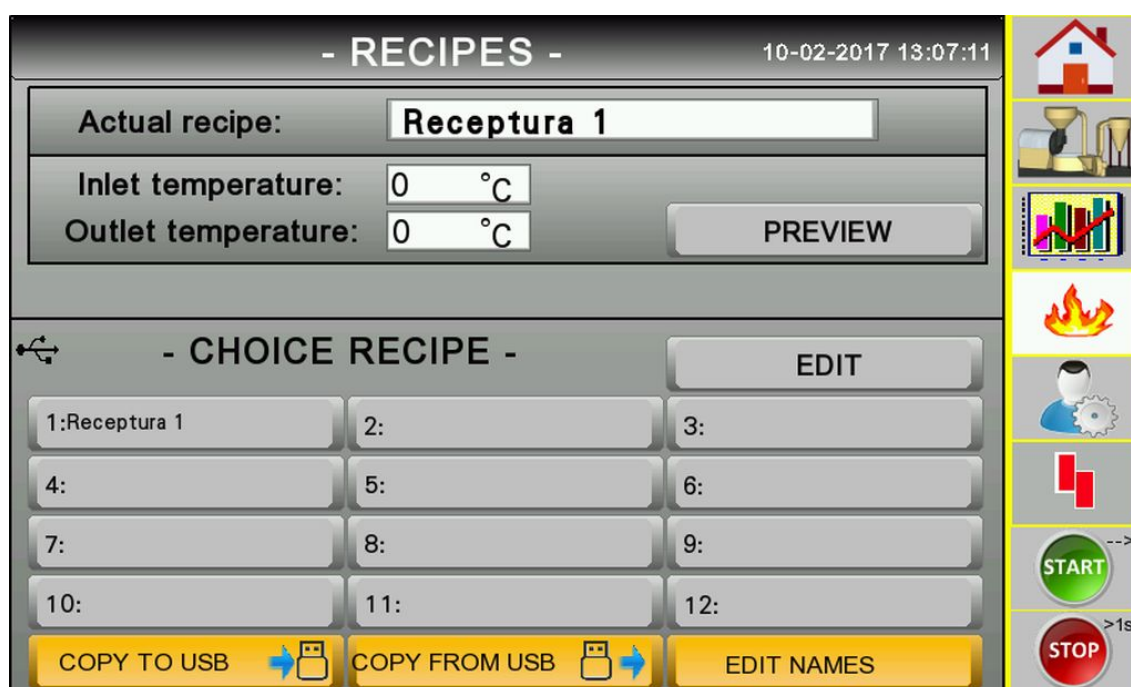 - RECIPES - 10-02-2017 13:07:11
Actual recipe: Receptura 1
Inlet temperature: 0 °C
Outlet temperature: 0 °C
PREVIEW
- CHOICE RECIPE -
EDIT
1:Receptura 1 2: 3:
4: 5: 6:
7: 8: 9:
10: 11: 12:
COPY TO USB COPY FROM USB EDIT NAMES
-->
START
>1s
STOP